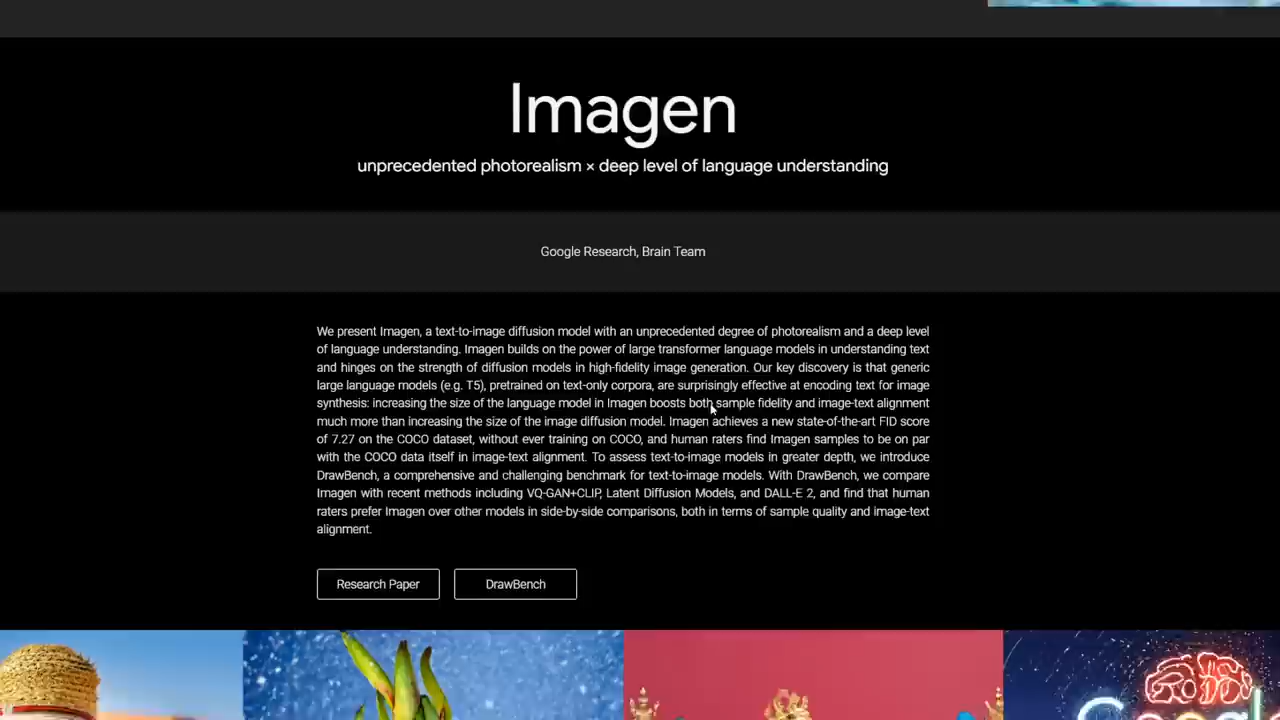 Imagen
unprecedented photorealism × deep level of language understanding
Google Research, Brain Team
We present Imagen, a text-to-image diffusion model with an unprecedented degree of photorealism and a deep level
of language understanding. Imagen builds on the power of large transformer language models in understanding text
and hinges on the strength of diffusion models in high-fidelity image generation. Our key discovery is that generic
large language models (e.g. T5), pretrained on text-only corpora, are surprisingly effective at encoding text for image
synthesis: increasing the size of the language model in Imagen boosts both sample fidelity and image-text alignment
much more than increasing the size of the image diffusion model. Imagen achieves a new state-of-the-art FID score
of 7.27 on the COCO dataset, without ever training on COCO, and human raters find Imagen samples to be on par
with the COCO data itself in image-text alignment. To assess text-to-image models in greater depth, we introduce
DrawBench, a comprehensive and challenging benchmark for text-to-image models. With DrawBench, we compare
Imagen with recent methods including VQ-GAN+CLIP, Latent Diffusion Models, and DALL-E 2, and find that human
raters prefer Imagen over other models in side-by-side comparisons, both in terms of sample quality and image-text
alignment.
Research Paper
DrawBench